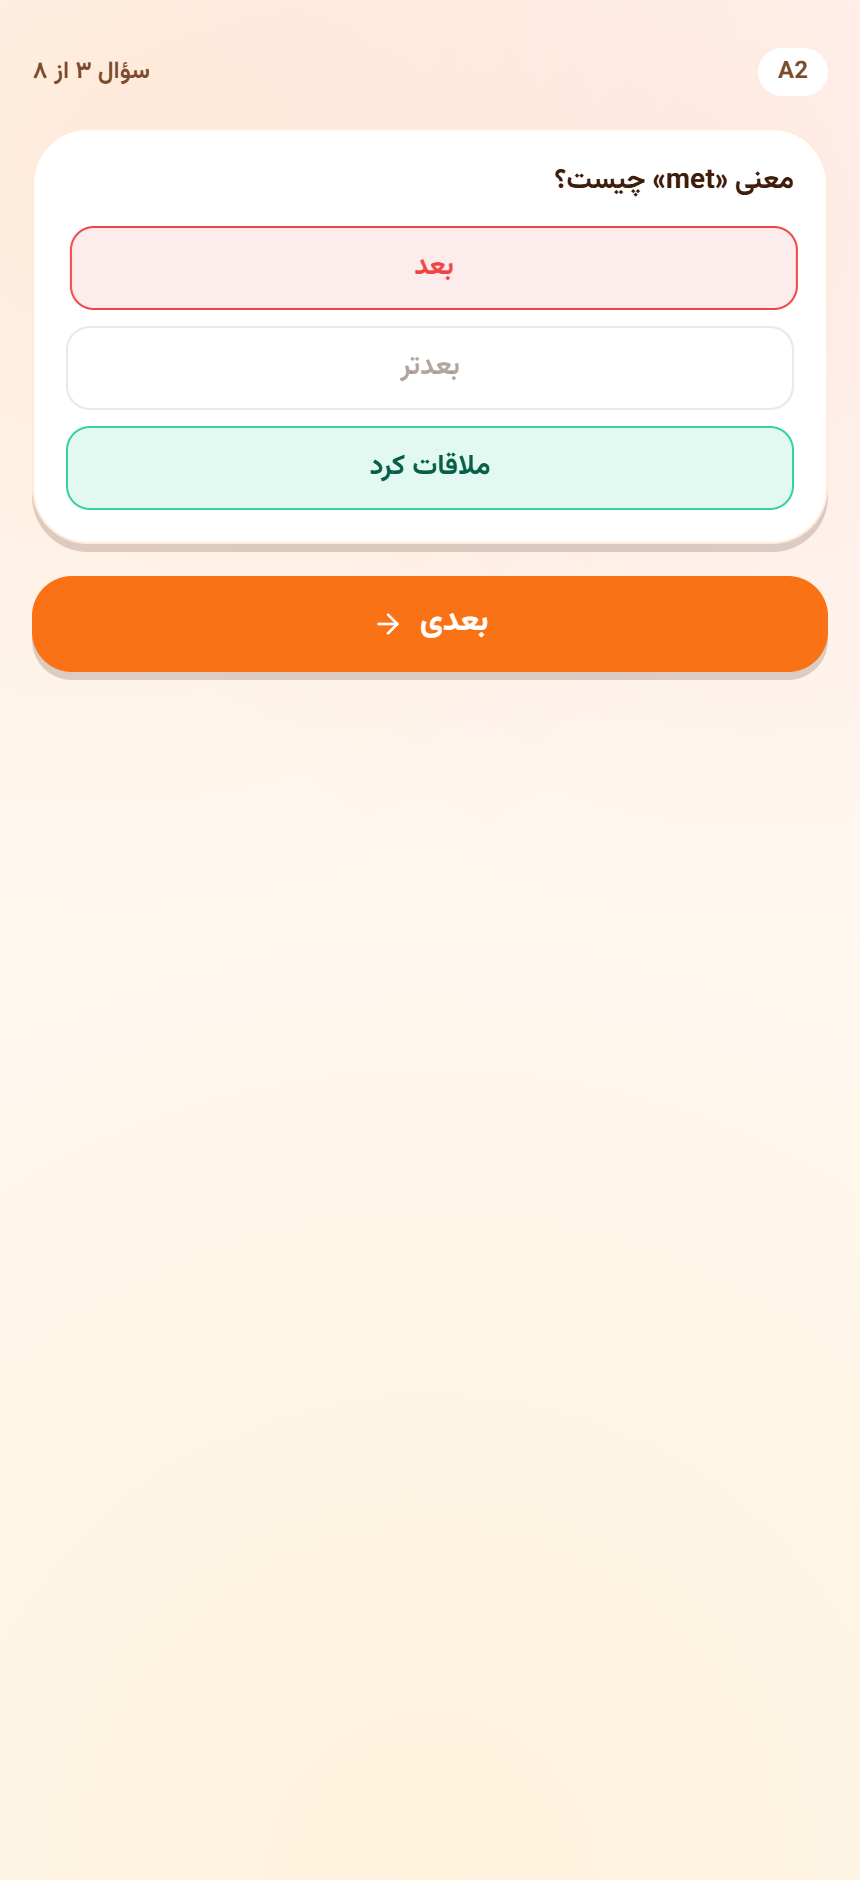 A2
سؤال ۳ از ۸
معنی «met» چیست؟
بعد
بعدتر
ملاقات کرد
بعدی →